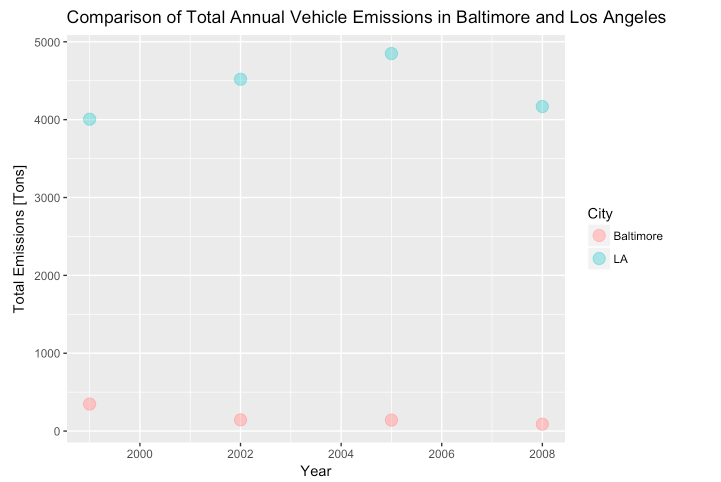 Comparison of Total Annual Vehicle Emissions in Baltimore and Los Angeles
5000
4000
3000
2000
1000
0
Total Emissions [Tons]
2000
2002
2004
2006
2008
Year
City
Baltimore
LA